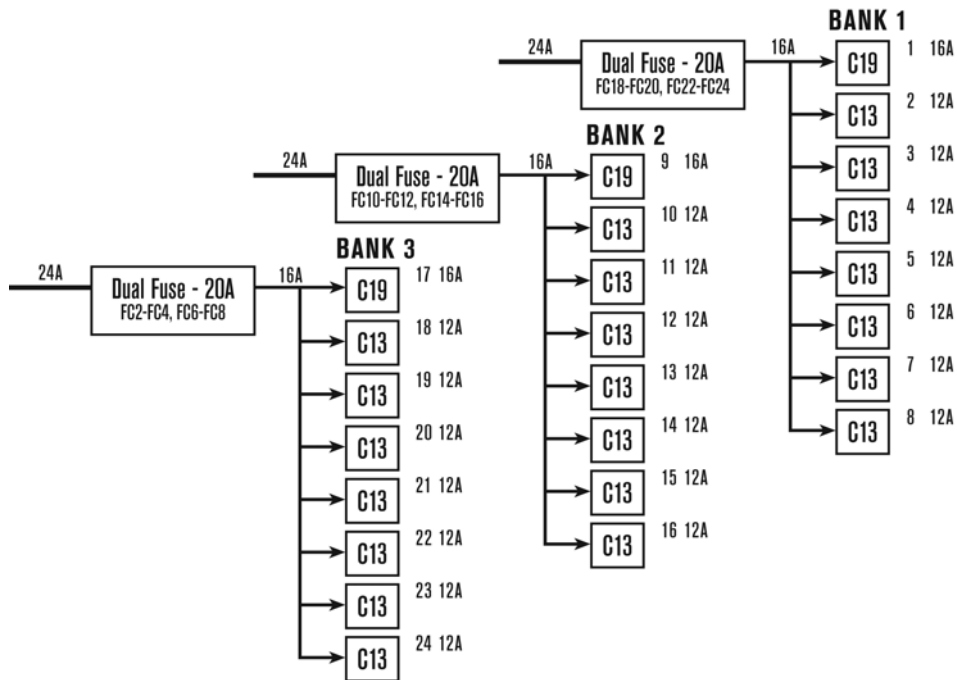 BANK 1
24A
Dual Fuse - 20A
FC18-FC20, FC22-FC24
16A
C19 1 16A
C13 2 12A
C13 3 12A
C13 4 12A
C13 5 12A
C13 6 12A
C13 7 12A
C13 8 12A
BANK 2
24A
Dual Fuse - 20A
FC10-FC12, FC14-FC16
16A
C19 9 16A
C13 10 12A
C13 11 12A
C13 12 12A
C13 13 12A
C13 14 12A
C13 15 12A
C13 16 12A
BANK 3
24A
Dual Fuse - 20A
FC2-FC4, FC6-FC8
16A
C19 17 16A
C13 18 12A
C13 19 12A
C13 20 12A
C13 21 12A
C13 22 12A
C13 23 12A
C13 24 12A